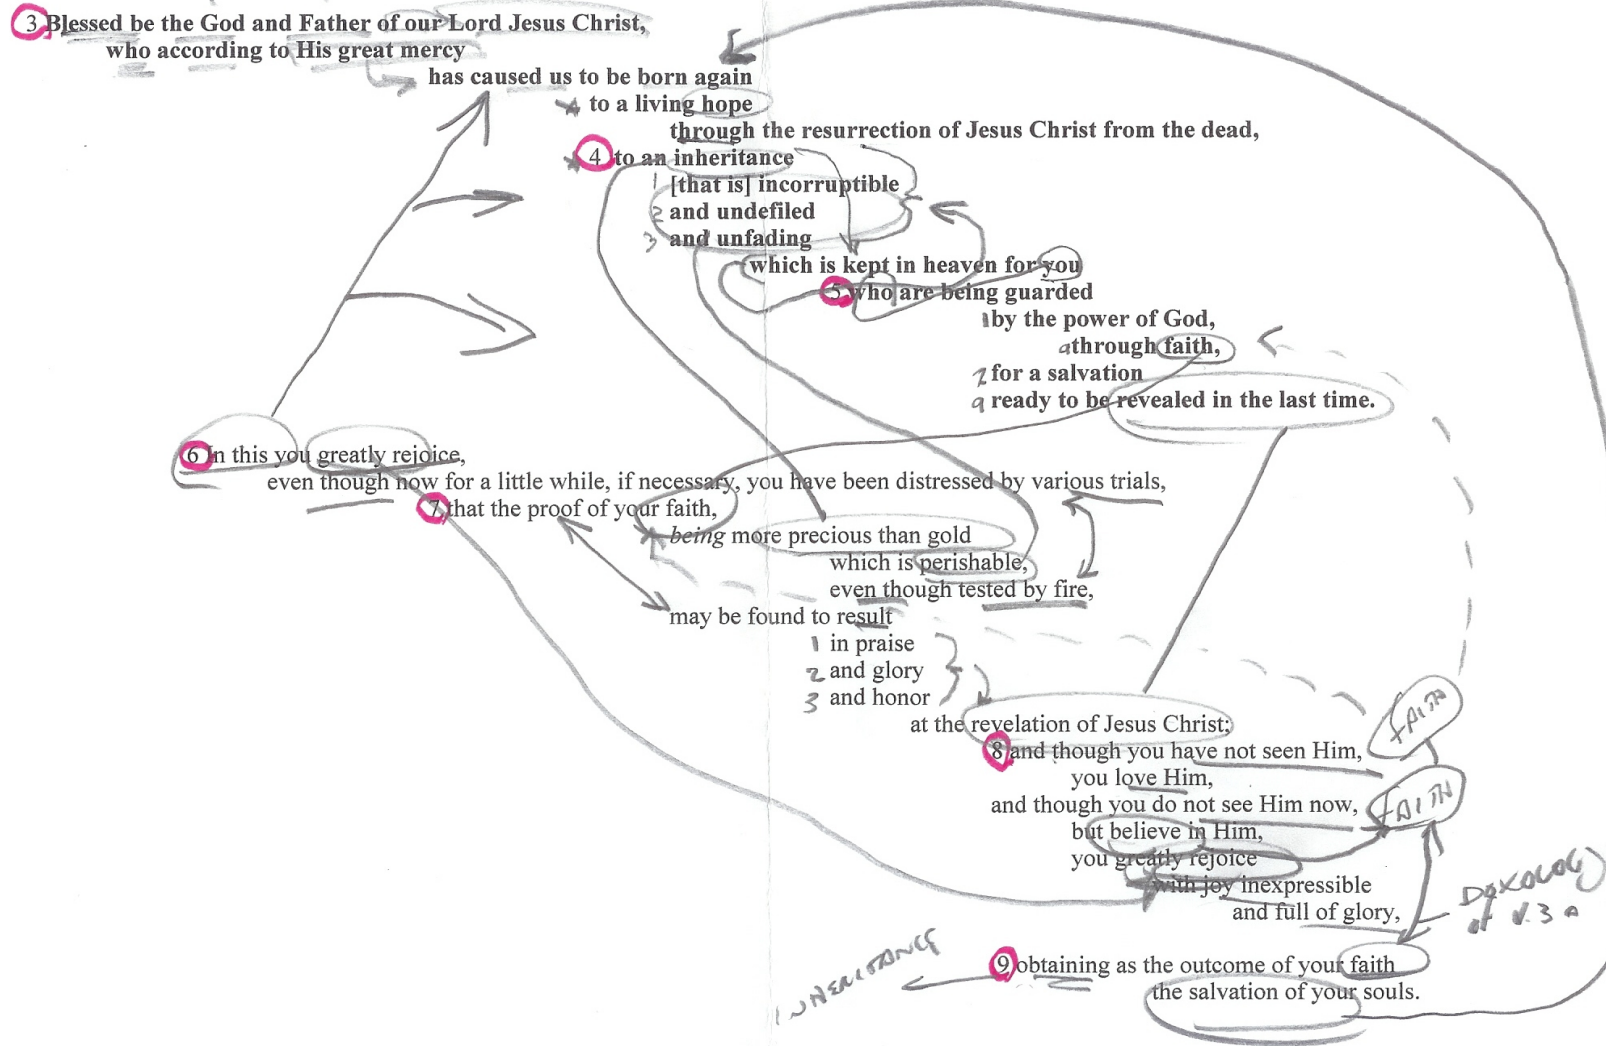 3 Blessed be the God and Father of our Lord Jesus Christ,
who according to His great mercy
has caused us to be born again
to a living hope
through the resurrection of Jesus Christ from the dead,
4 to an inheritance
1 [that is] incorruptible
2 and undefiled
3 and unfading
which is kept in heaven for you
5 who are being guarded
1 by the power of God,
a through faith,
2 for a salvation
a ready to be revealed in the last time.
6 In this you greatly rejoice,
even though now for a little while, if necessary, you have been distressed by various trials,
7 that the proof of your faith,
being more precious than gold
which is perishable,
even though tested by fire,
may be found to result
1 in praise
2 and glory
3 and honor
FAITH
at the revelation of Jesus Christ;
8 and though you have not seen Him,
you love Him,
and though you do not see Him now, FAITH
but believe in Him,
you greatly rejoice
with joy inexpressible
and full of glory,
DOXOLOGY
of V. 3 a
INHERITANCE
9 obtaining as the outcome of your faith
the salvation of your souls.